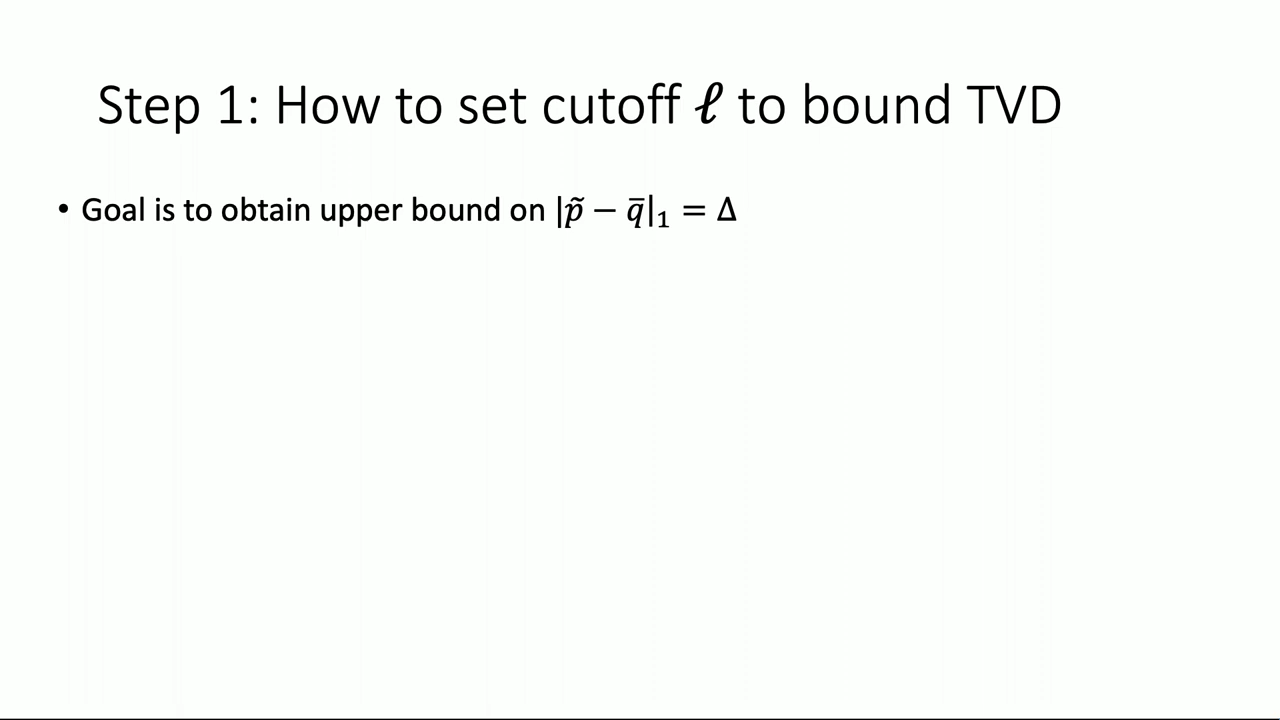 Step 1: How to set cutoff ℓ to bound TVD
• Goal is to obtain upper bound on |p̃ − q̄|₁ = Δ